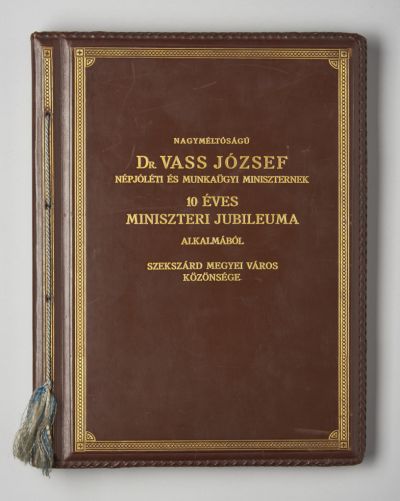 NAGYMÉLTÓSÁGÚ
DR. VASS JÓZSEF
NÉPJÓLÉTI ÉS MUNKAÜGYI MINISZTERNEK
10 ÉVES
MINISZTERI JUBILEUMA
ALKALMÁBÓL
SZEKSZÁRD MEGYEI VÁROS
KÖZÖNSÉGE